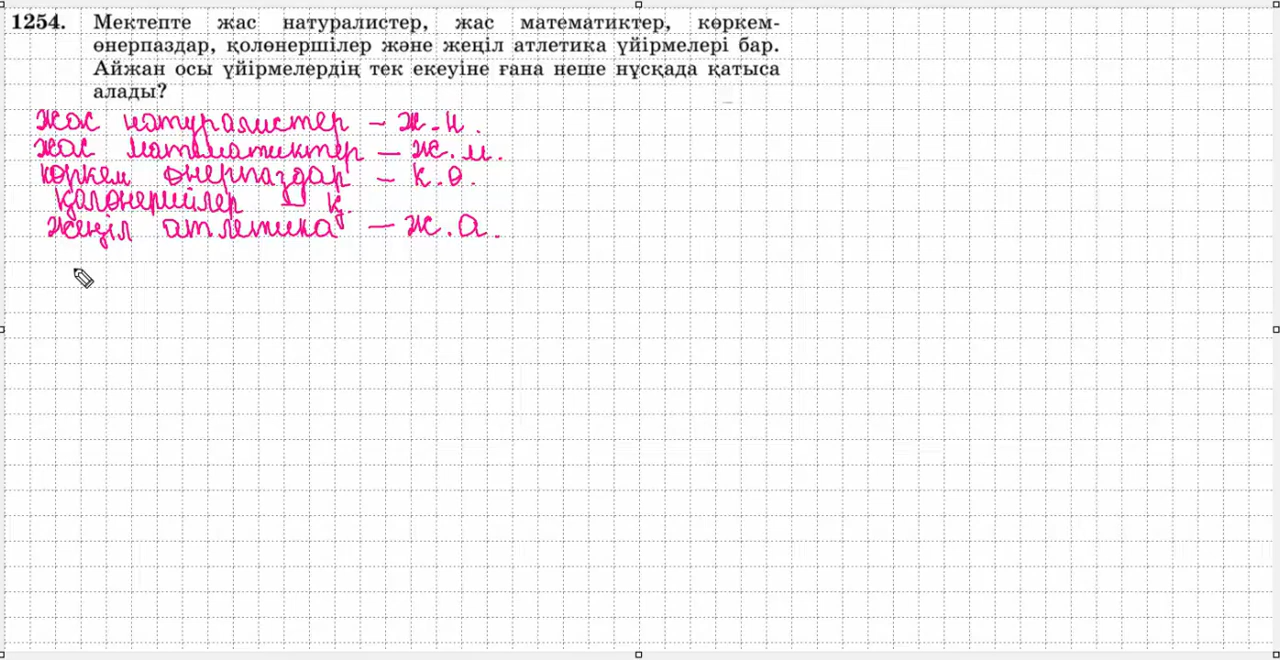 1254. Мектепте жас натуралистер, жас математиктер, көркем-
өнерпаздар, қолөнершілер және жеңіл атлетика үйірмелері бар.
Айжан осы үйірмелердің тек екеуіне ғана неше нұсқада қатыса
алады?
жас натуралистер – ж.н.
жас математиктер – ж.м.
көркем өнерпаздар – к.ө.
қолөнершілер – қ.
жеңіл атлетика – ж.а.